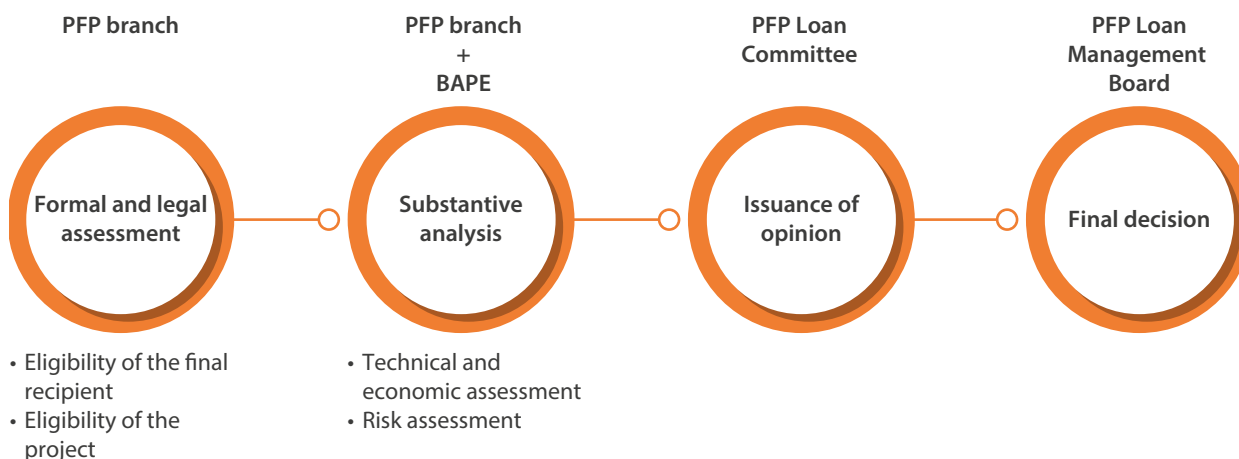 PFP branch
Formal and legal
assessment
• Eligibility of the final
recipient
• Eligibility of the
project
PFP branch
+
BAPE
Substantive
analysis
• Technical and
economic assessment
• Risk assessment
PFP Loan
Committee
Issuance of
opinion
PFP Loan
Management
Board
Final decision